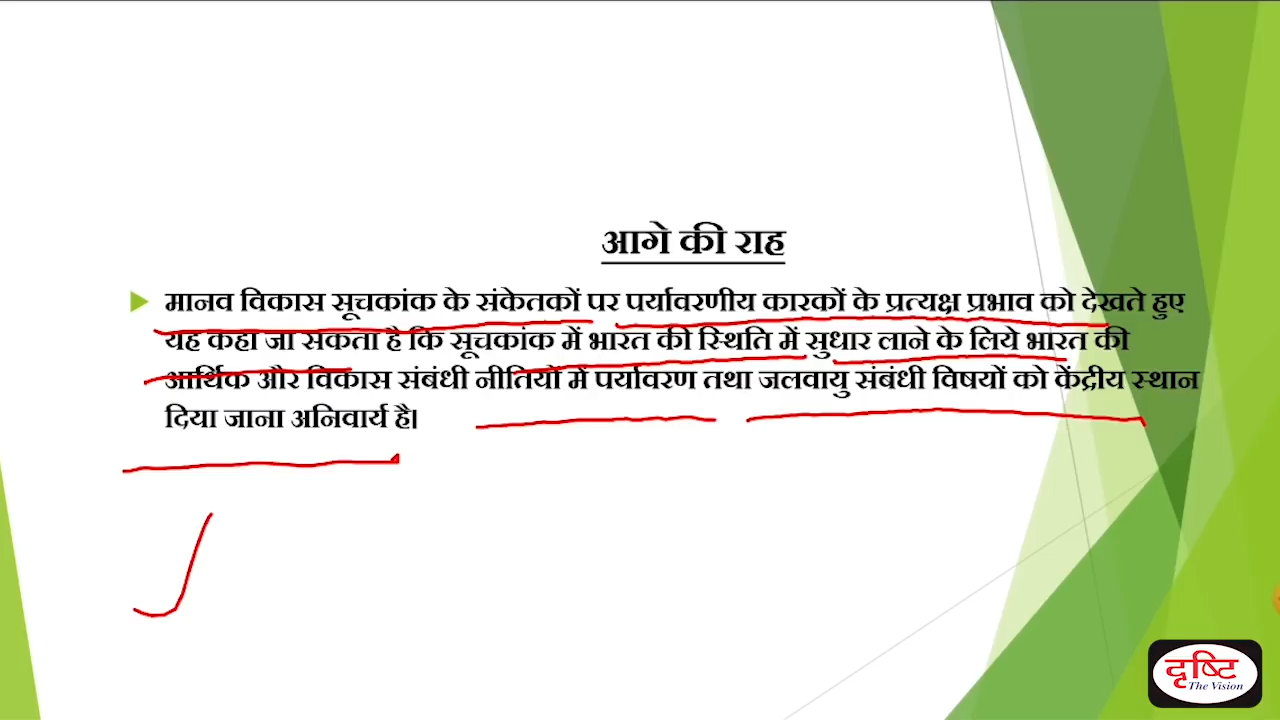 आगे की राह
मानव विकास सूचकांक के संकेतकों पर पर्यावरणीय कारकों के प्रत्यक्ष प्रभाव को देखते हुए
यह कहा जा सकता है कि सूचकांक में भारत की स्थिति में सुधार लाने के लिये भारत की
आर्थिक और विकास संबंधी नीतियों में पर्यावरण तथा जलवायु संबंधी विषयों को केंद्रीय स्थान
दिया जाना अनिवार्य है।
दृष्टि
The Vision